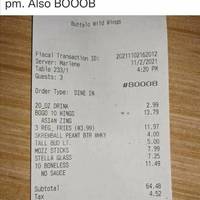 pm. Also BOOOB
Buffalo Wild Wings
Fiscal Transaction ID: 20211102162012
Server: Marlene 11/2/2021
Table 233/1 4:20 PM
Guests: 3
#80008
Order Type: DINE IN
20_OZ DRINK 2.99
BOGO 10 WINGS 13.79
ASIAN ZING
3 REG_ FRIES (@3.99) 11.97
SCREWBALL PEANT BTR WHKY 4.00
TALL BUD LT. 5.00
MOZZ STICKS 7.99
STELLA GLASS 7.25
10 BONELESS 11.49
NO SAUCE
Subtotal 64.48
Tax 4.52